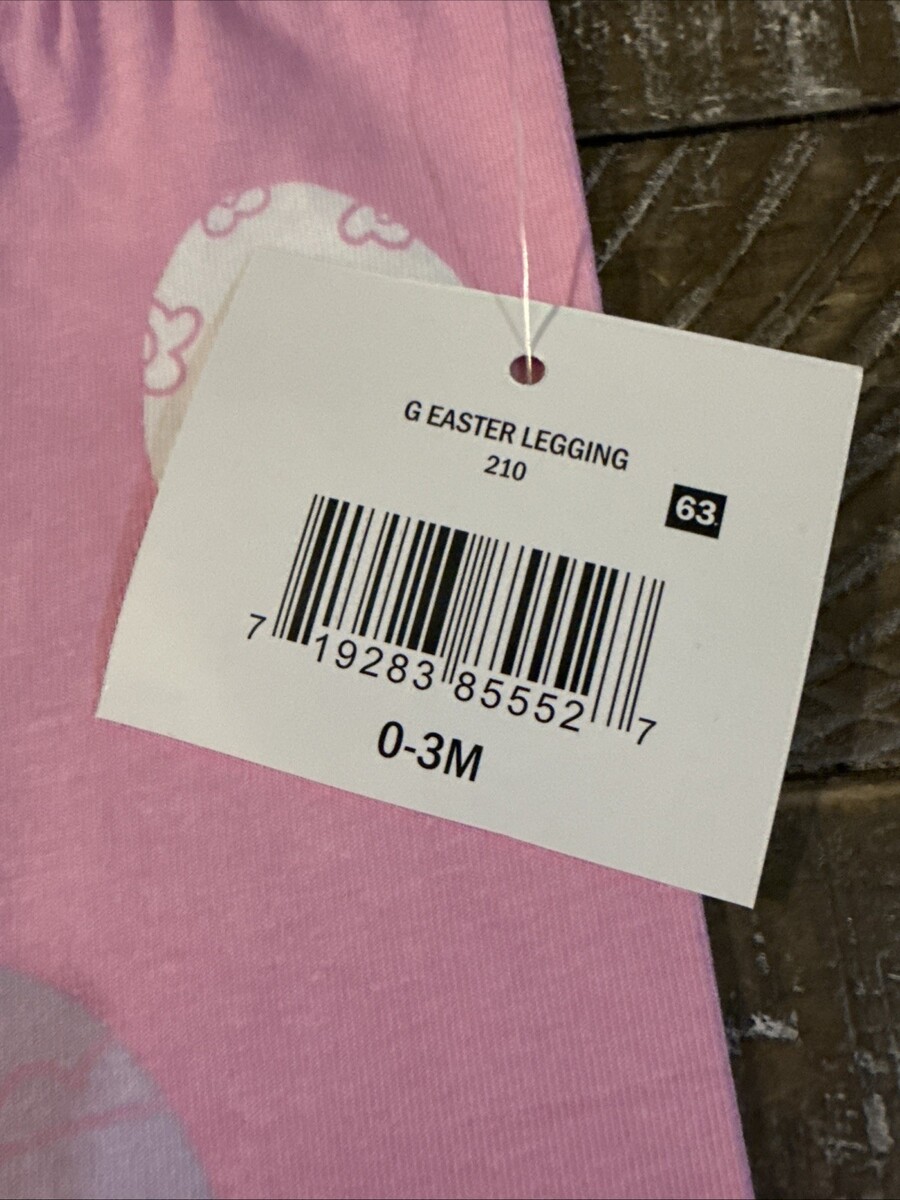 G EASTER LEGGING
210
63.
7 19283 85552 7
0-3M